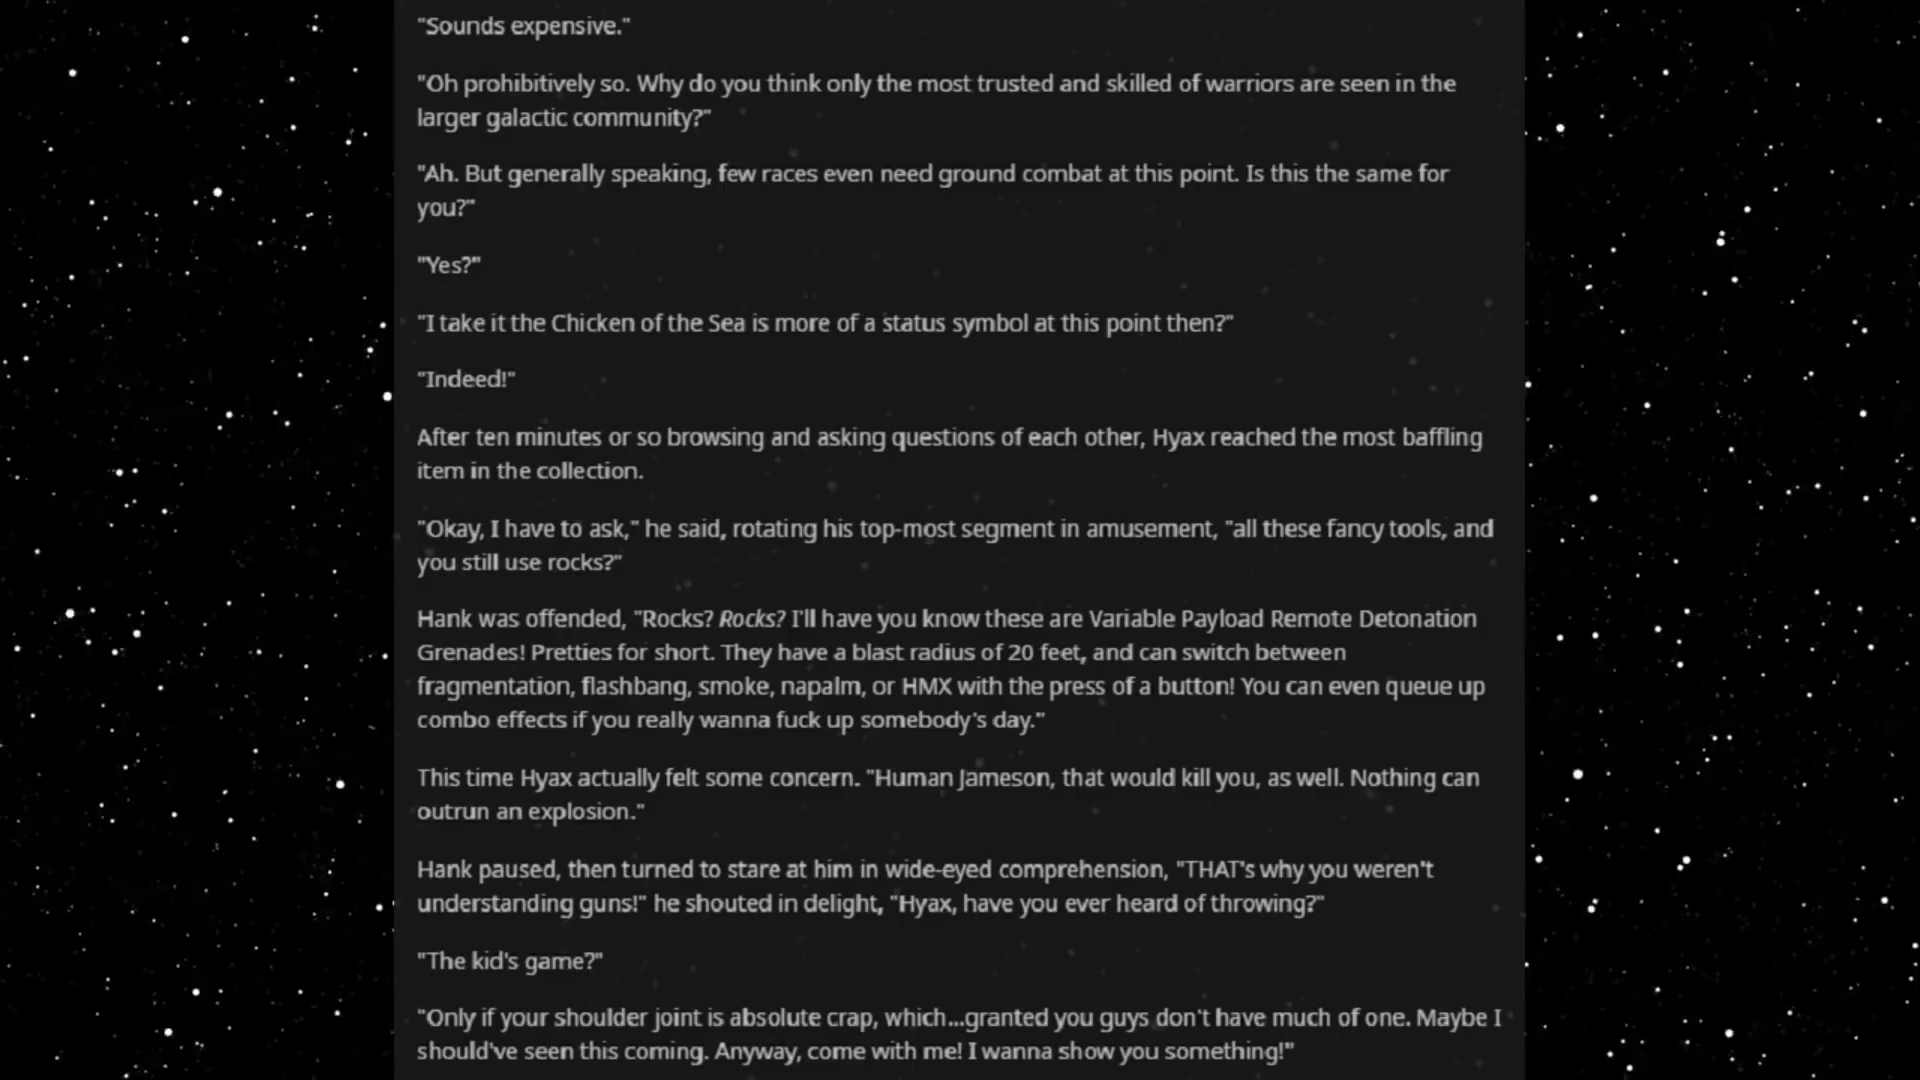 "Sounds expensive."
"Oh prohibitively so. Why do you think only the most trusted and skilled of warriors are seen in the
larger galactic community?"
"Ah. But generally speaking, few races even need ground combat at this point. Is this the same for
you?"
"Yes?"
"I take it the Chicken of the Sea is more of a status symbol at this point then?"
"Indeed!"
After ten minutes or so browsing and asking questions of each other, Hyax reached the most baffling
item in the collection.
"Okay, I have to ask," he said, rotating his top-most segment in amusement, "all these fancy tools, and
you still use rocks?"
Hank was offended, "Rocks? Rocks? I'll have you know these are Variable Payload Remote Detonation
Grenades! Pretties for short. They have a blast radius of 20 feet, and can switch between
fragmentation, flashbang, smoke, napalm, or HMX with the press of a button! You can even queue up
combo effects if you really wanna fuck up somebody's day."
This time Hyax actually felt some concern. "Human Jameson, that would kill you, as well. Nothing can
outrun an explosion."
Hank paused, then turned to stare at him in wide-eyed comprehension, "THAT's why you weren't
understanding guns!" he shouted in delight, "Hyax, have you ever heard of throwing?"
"The kid's game?"
"Only if your shoulder joint is absolute crap, which...granted you guys don't have much of one. Maybe I
should've seen this coming. Anyway, come with me! I wanna show you something!"